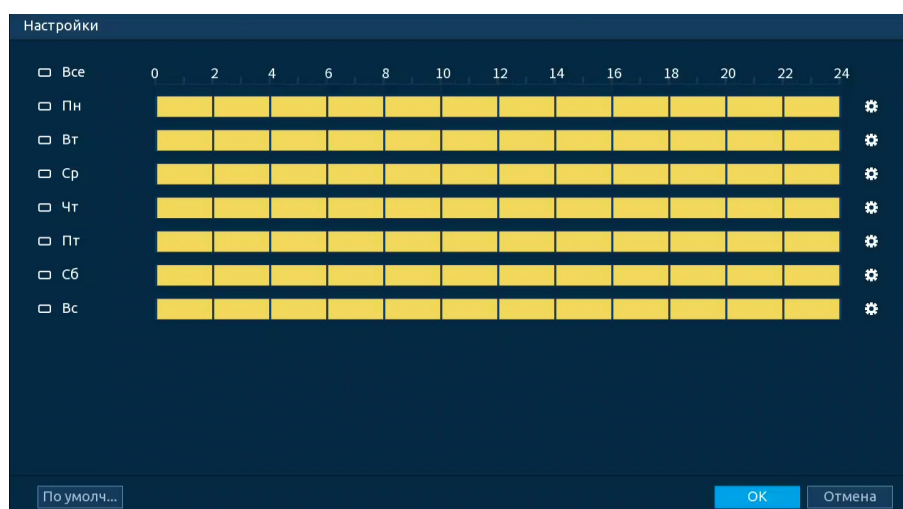 Настройки
Все 0 2 4 6 8 10 12 14 16 18 20 22 24
Пн
Вт
Ср
Чт
Пт
Сб
Вс
По умолч... OK Отмена